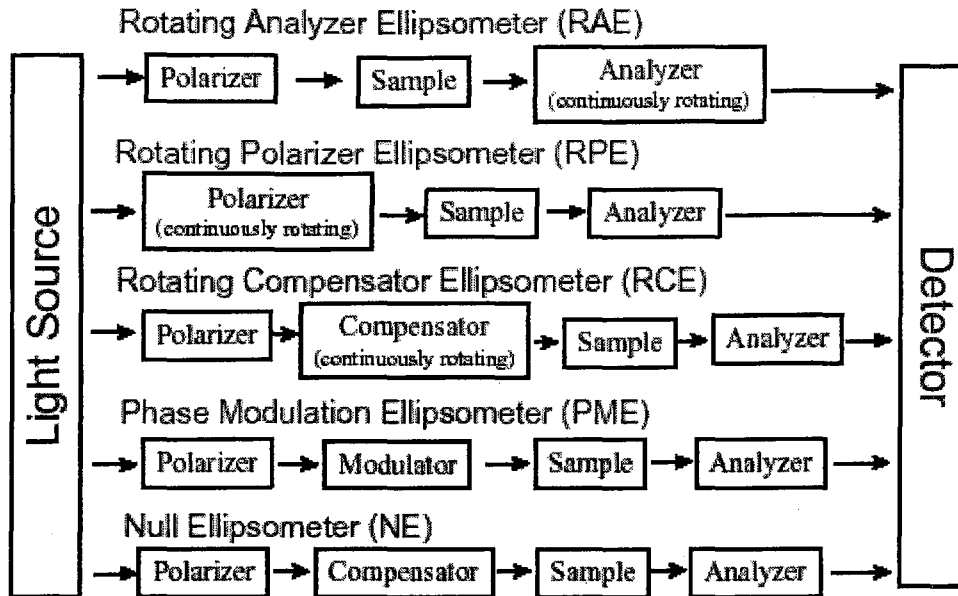 Rotating Analyzer Ellipsometer (RAE)
Polarizer
Sample
Analyzer
(continuously rotating)
Rotating Polarizer Ellipsometer (RPE)
Polarizer
(continuously rotating)
Sample
Analyzer
Rotating Compensator Ellipsometer (RCE)
Polarizer
Compensator
(continuously rotating)
Sample
Analyzer
Phase Modulation Ellipsometer (PME)
Polarizer
Modulator
Sample
Analyzer
Null Ellipsometer (NE)
Polarizer
Compensator
Sample
Analyzer
Light Source
Detector